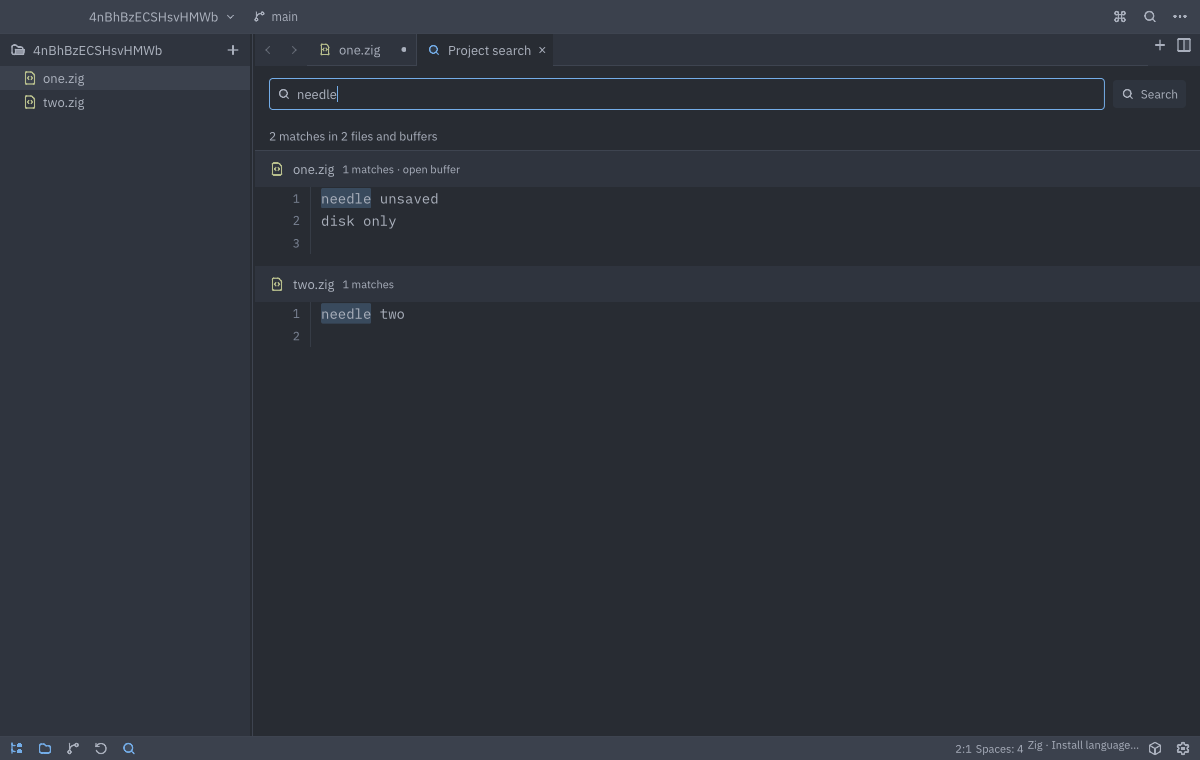 4nBhBzECSHsvHMWb main
4nBhBzECSHsvHMWb
one.zig
two.zig
one.zig Project search
needle Search
2 matches in 2 files and buffers
one.zig 1 matches · open buffer
1 needle unsaved
2 disk only
3
two.zig 1 matches
1 needle two
2
2:1 Spaces: 4 Zig · Install language...